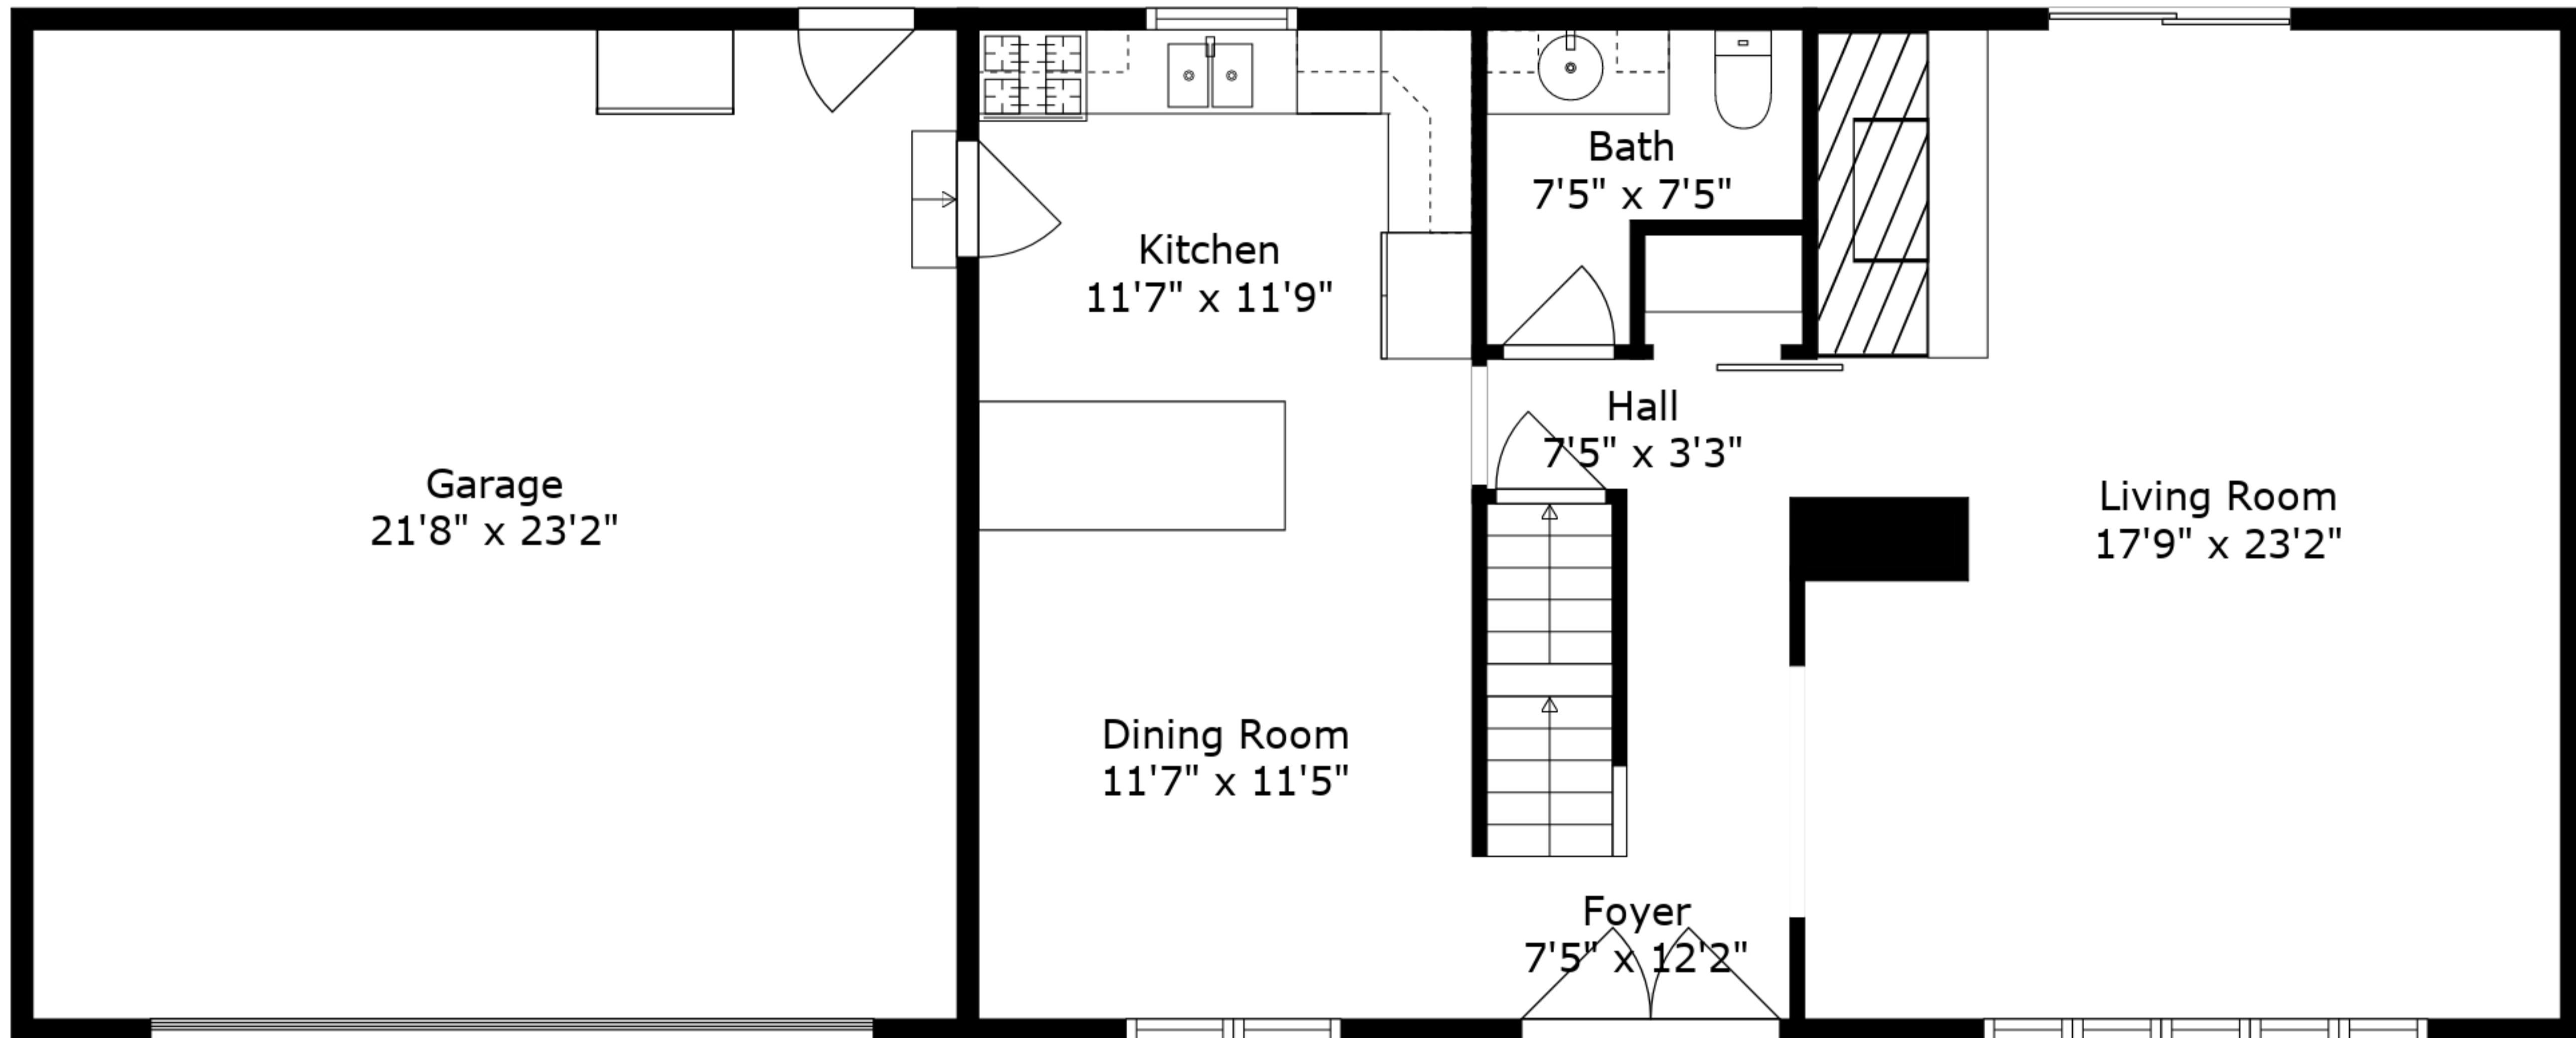 Bath
7'5" x 7'5"
Kitchen
11'7" x 11'9"
Hall
7'5" x 3'3"
Garage
21'8" x 23'2"
Living Room
17'9" x 23'2"
Dining Room
11'7" x 11'5"
Foyer
7'5" x 12'2"